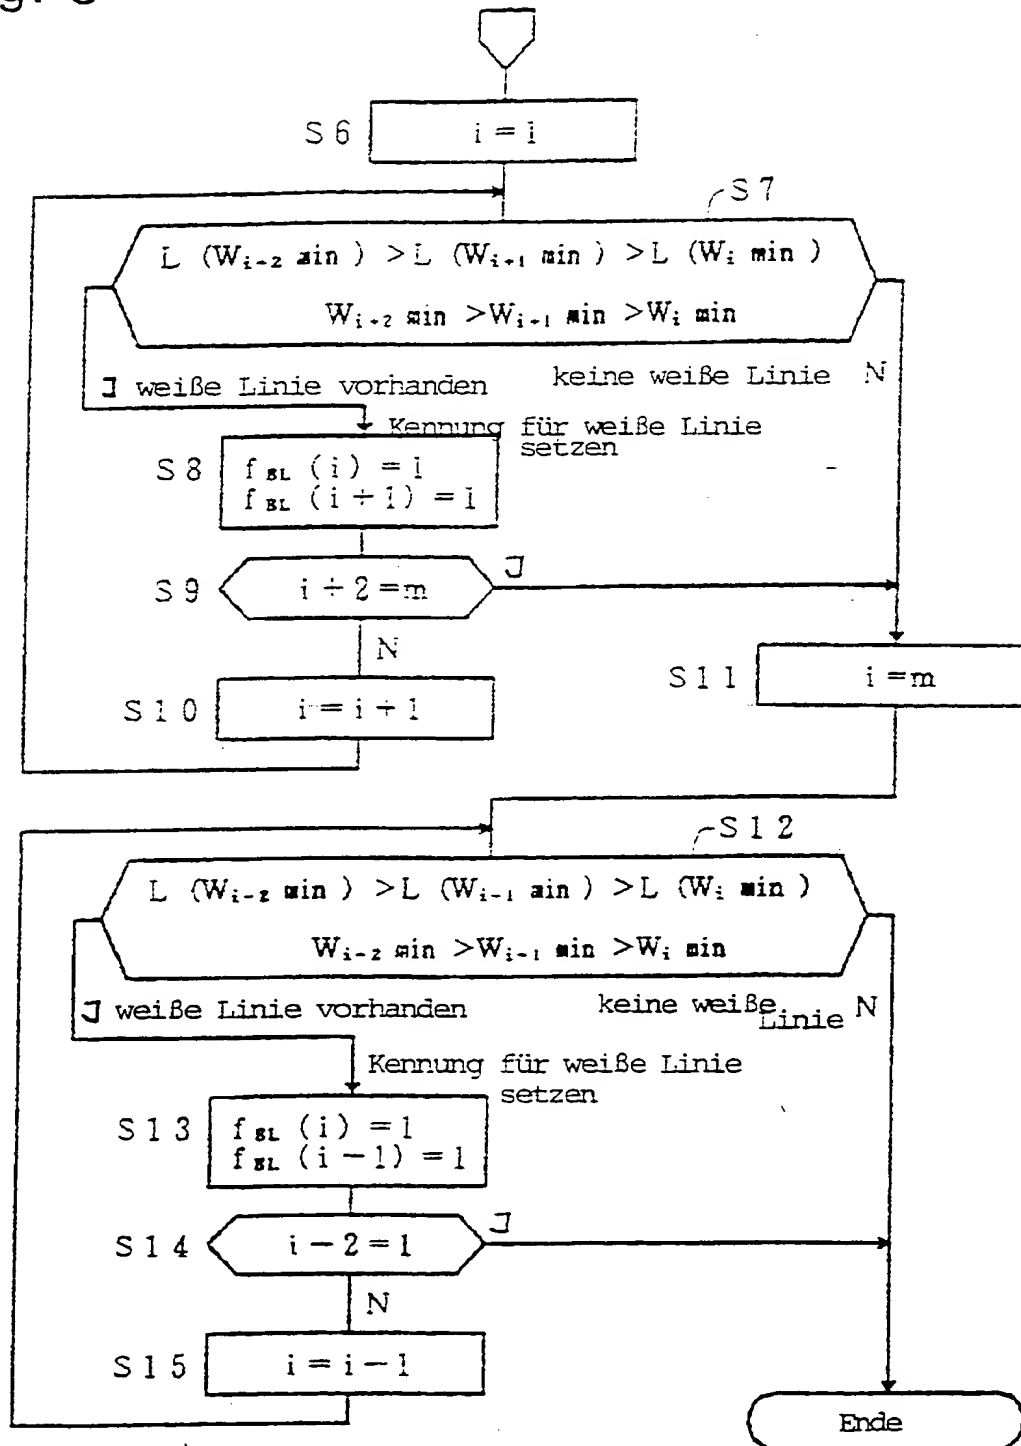 S6
i = 1
S7
L (Wᵢ₊₂ min) > L (Wᵢ₊₁ min) > L (Wᵢ min)
Wᵢ₊₂ min > Wᵢ₊₁ min > Wᵢ min
J weiße Linie vorhanden
keine weiße Linie N
Kennung für weiße Linie
setzen
S8
f_BL (i) = 1
f_BL (i + 1) = 1
S9
i + 2 = m
J
N
S10
i = i + 1
S11
i = m
S12
L (Wᵢ₋₂ min) > L (Wᵢ₋₁ min) > L (Wᵢ min)
Wᵢ₋₂ min > Wᵢ₋₁ min > Wᵢ min
J weiße Linie vorhanden
keine weiße
Linie N
Kennung für weiße Linie
setzen
S13
f_BL (i) = 1
f_BL (i − 1) = 1
S14
i − 2 = 1
J
N
S15
i = i − 1
Ende